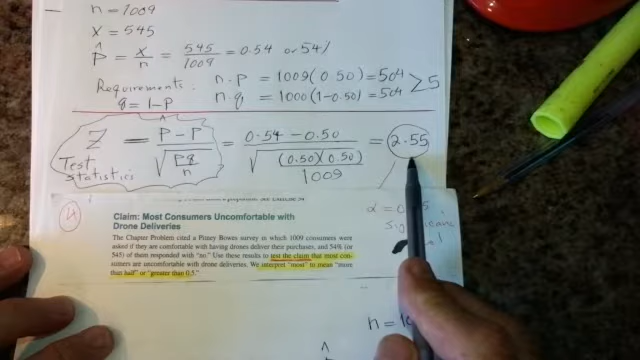 n = 1009
x = 545
p̂ = x/n = 545/1009 = 0.54 or 54%
Requirements: n.p = 1009(0.50) = 504 ≥ 5
q = 1-p n.q = 1000(1-0.50) = 504
Z = (p̂ - p)/√(pq/n) = (0.54 - 0.50)/√((0.50)(0.50)/1009) = 2.55
Test
statistics
4
Claim: Most Consumers Uncomfortable with
Drone Deliveries
The Chapter Problem cited a Pitney Bowes survey in which 1009 consumers were
asked if they are comfortable with having drones deliver their purchases, and 54% (or
545) of them responded with "no." Use these results to test the claim that most con-
sumers are uncomfortable with drone deliveries. We interpret "most" to mean "more
than half" or "greater than 0.5."
α = 0
n = 10